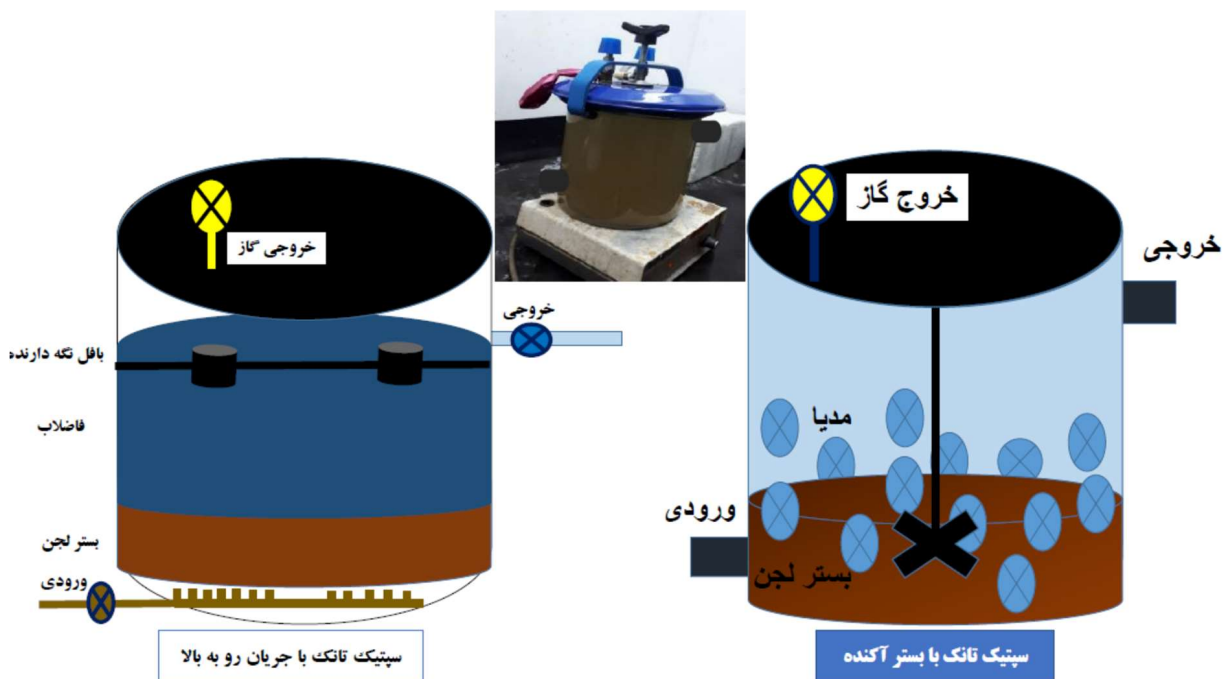 خروجی گاز
خروجی
بافل نگه دارنده
فاضلاب
بستر لجن
ورودی
سپتیک تانک با جریان رو به بالا
خروج گاز
خروجی
مدیا
ورودی
بستر لجن
سپتیک تانک با بستر آکنده